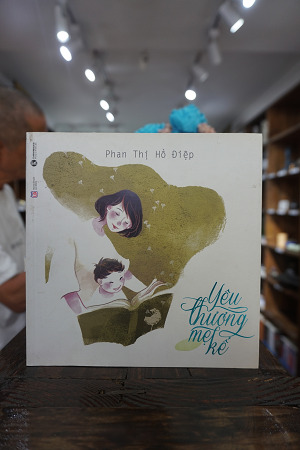 Phan Thị Hồ Điệp
Yêu
thương
mẹ
kể